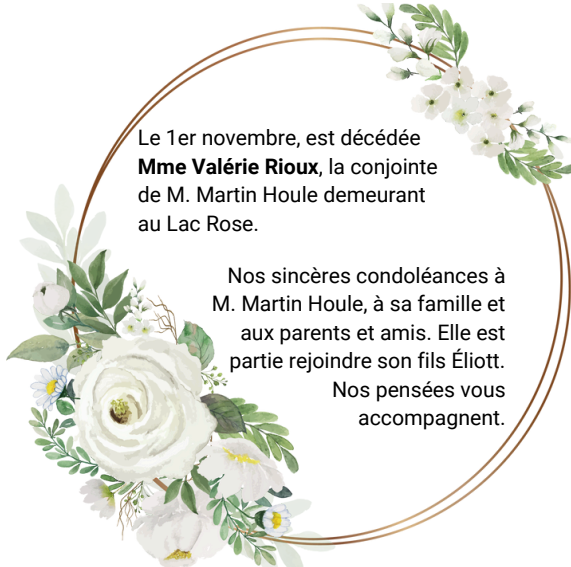 Le 1er novembre, est décédée
Mme Valérie Rioux, la conjointe
de M. Martin Houle demeurant
au Lac Rose.
Nos sincères condoléances à
M. Martin Houle, à sa famille et
aux parents et amis. Elle est
partie rejoindre son fils Éliott.
Nos pensées vous
accompagnent.